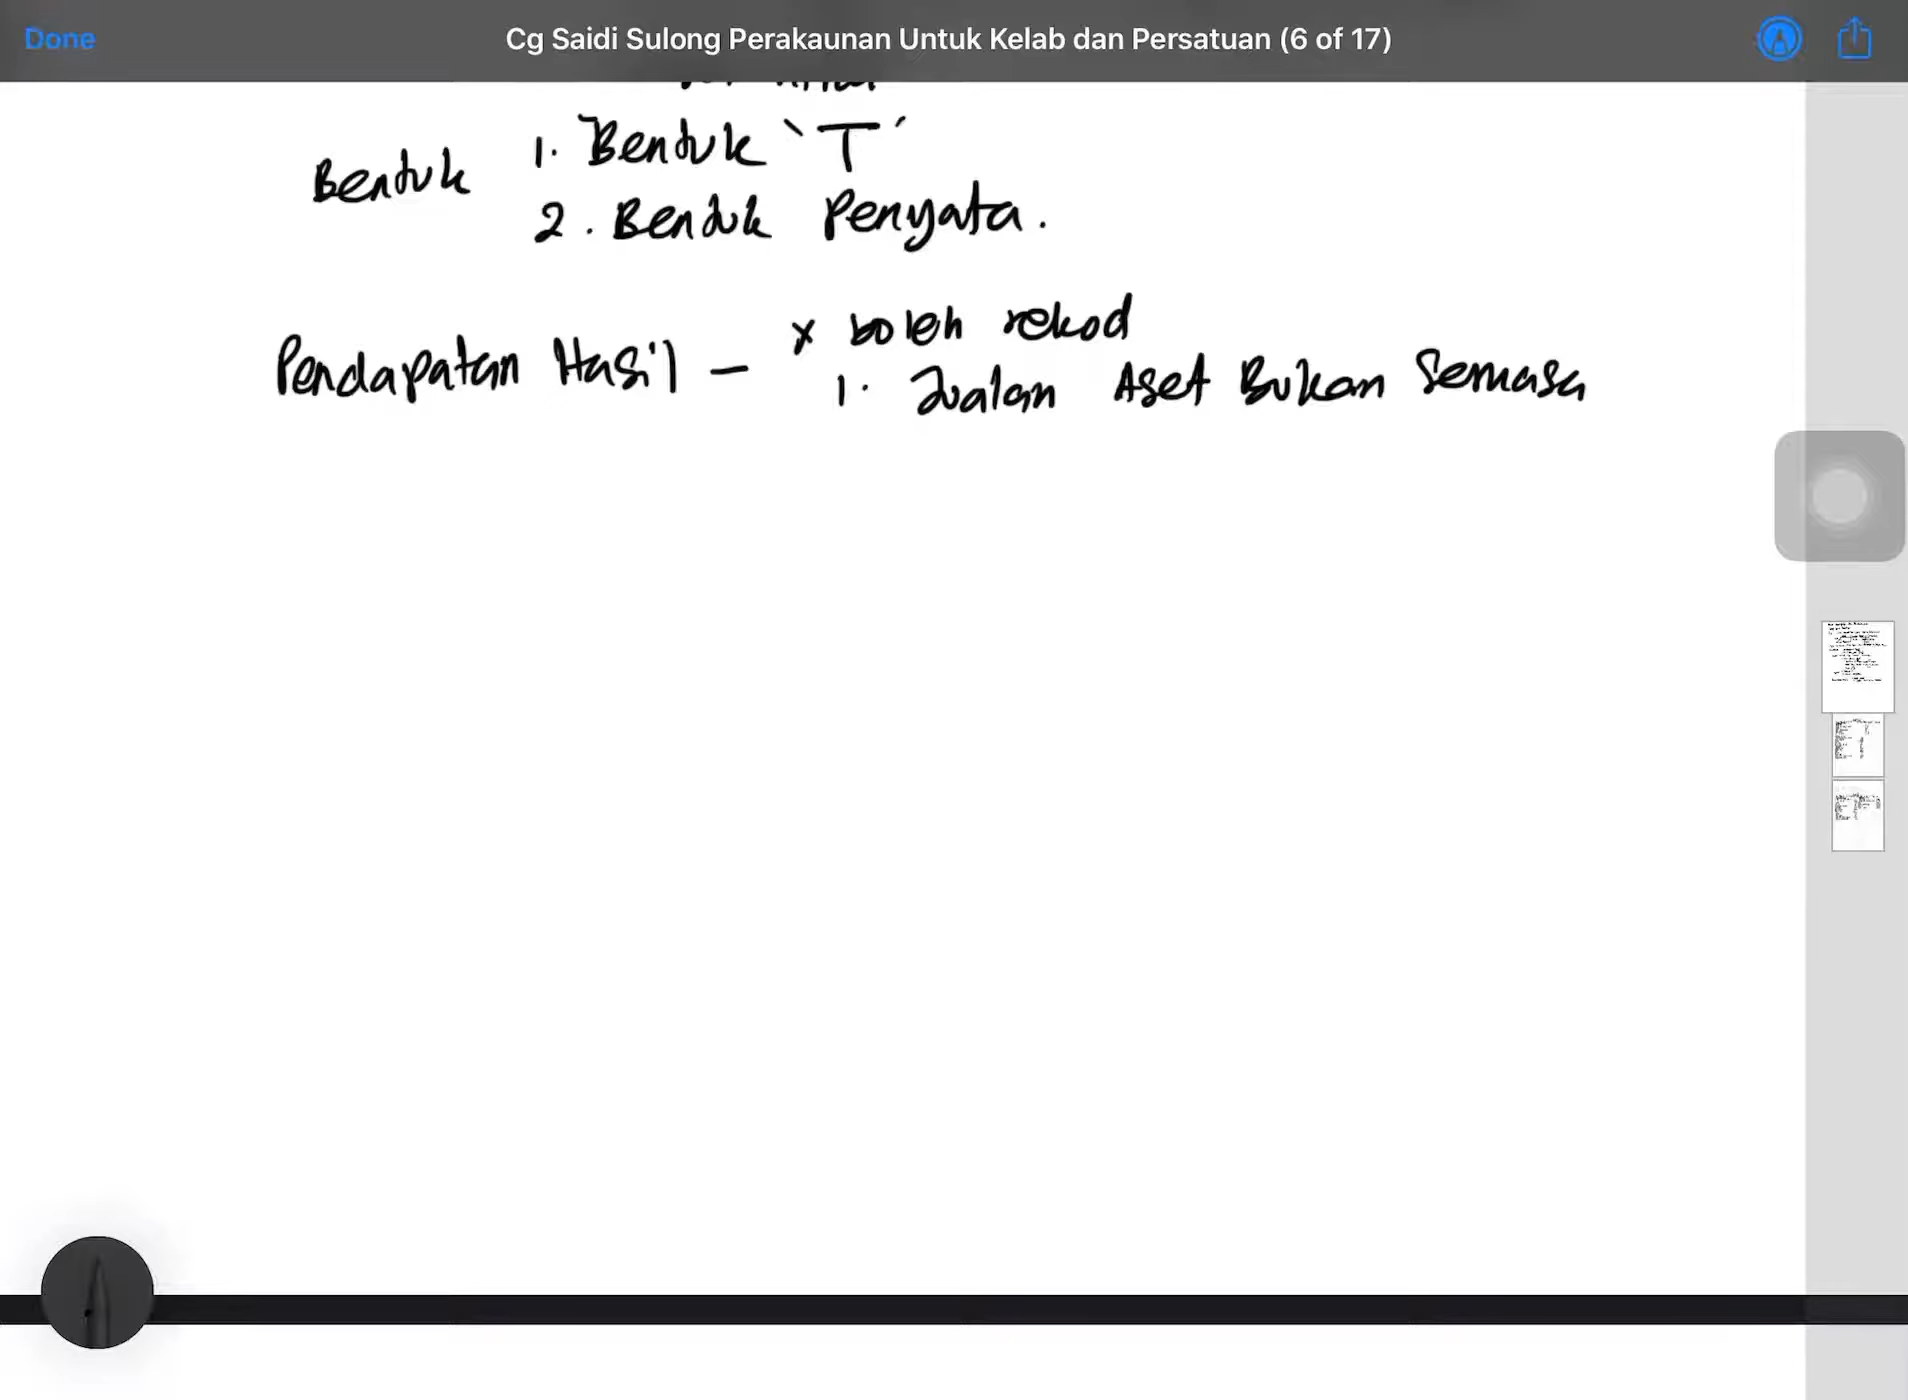 Done
Cg Saidi Sulong Perakaunan Untuk Kelab dan Persatuan (6 of 17)
Bentuk
1. Bentuk 'T'
2. Bentuk Penyata.
Pendapatan Hasil - x boleh rekod
1. Jualan Aset Bukan Semasa